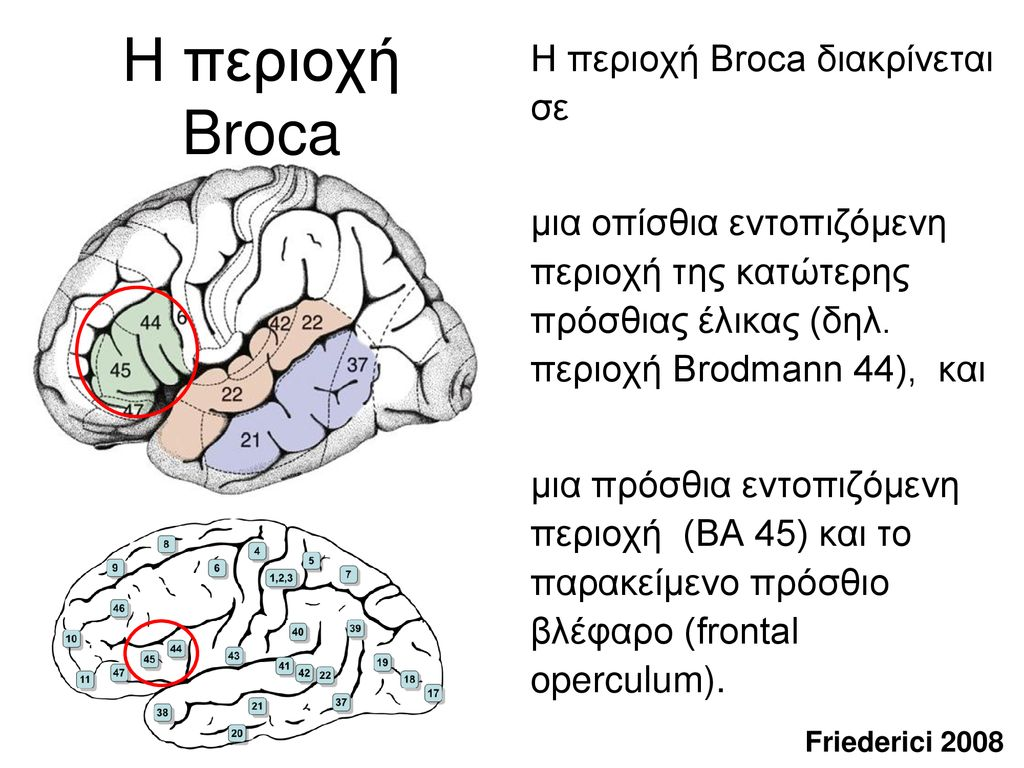 Η περιοχή
Broca
Η περιοχή Broca διακρίνεται
σε
μια οπίσθια εντοπιζόμενη
περιοχή της κατώτερης
πρόσθιας έλικας (δηλ.
περιοχή Brodmann 44),  και
μια πρόσθια εντοπιζόμενη
περιοχή  (BA 45) και το
παρακείμενο πρόσθιο
βλέφαρο (frontal
operculum).
Friederici 2008
44 6
42 22
45
37
47
22
21
8
4
9
6
5
1,2,3
7
46
10
40
39
44
45
43
41
42
22
19
47
11
18
17
38
21
37
20